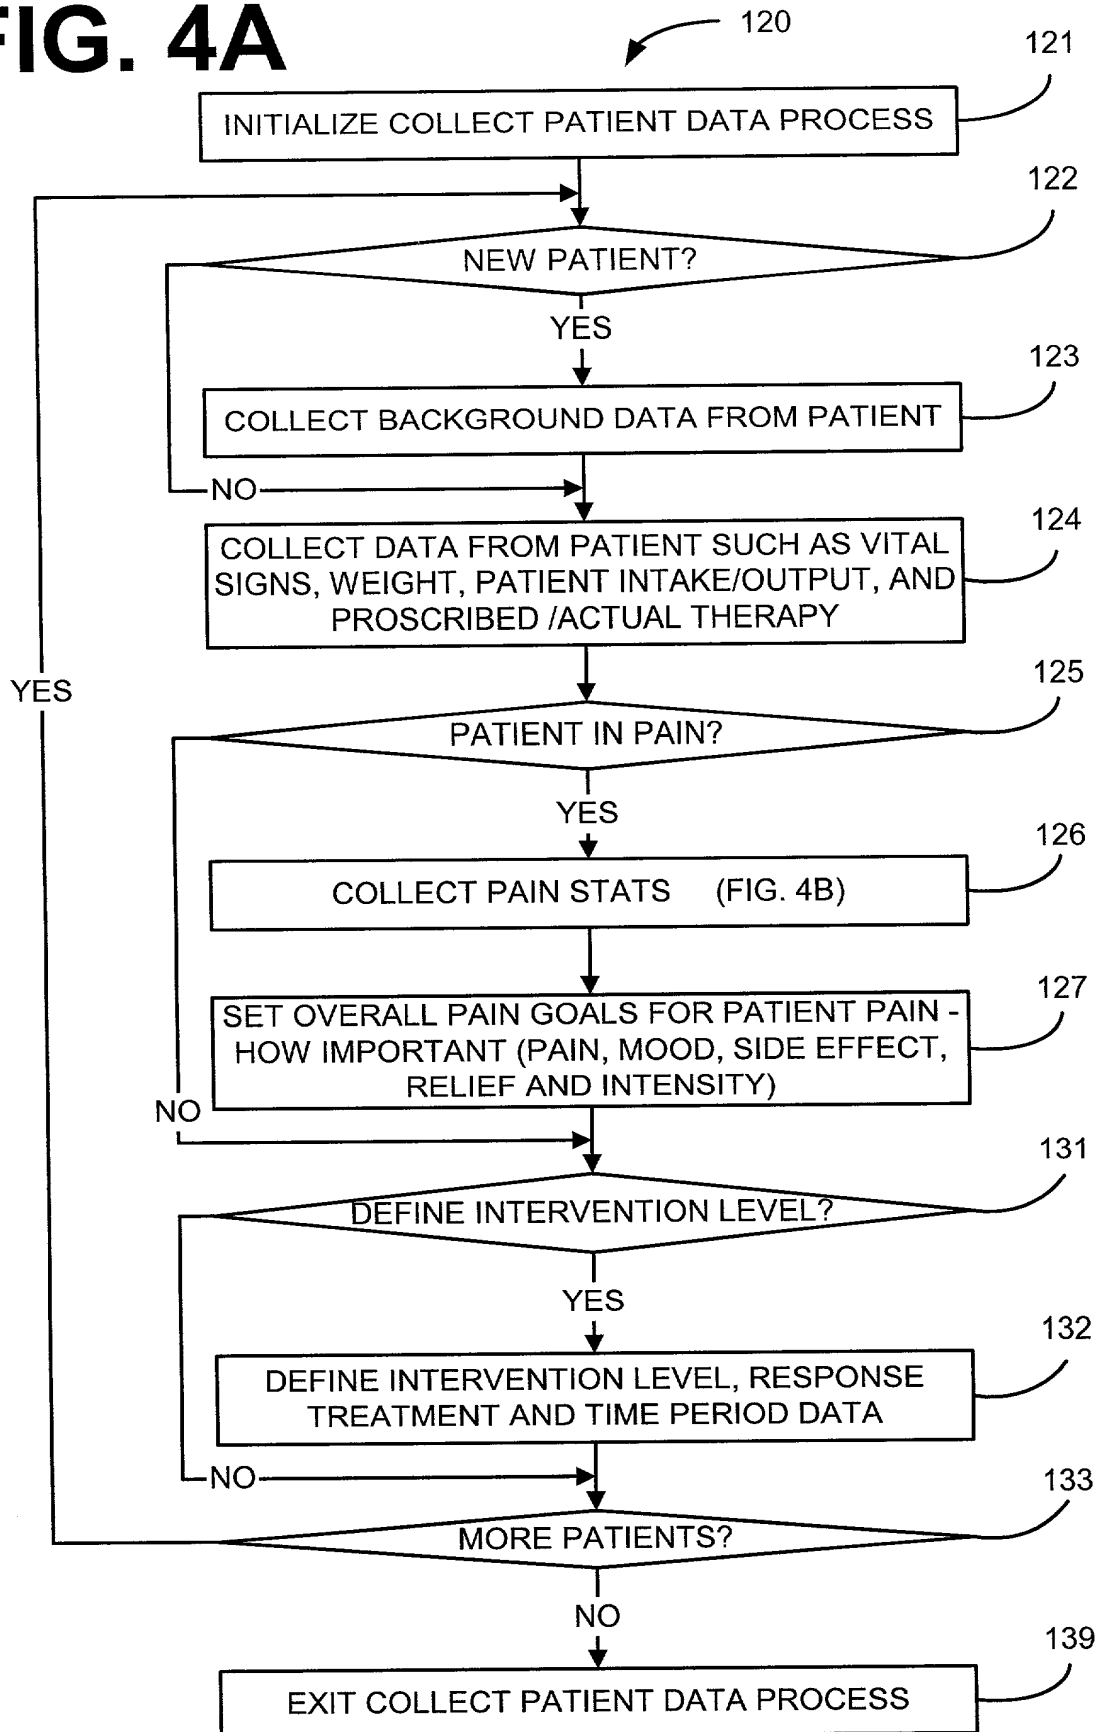 FIG. 4A
120
121
INITIALIZE COLLECT PATIENT DATA PROCESS
122
NEW PATIENT?
YES
123
COLLECT BACKGROUND DATA FROM PATIENT
NO
124
COLLECT DATA FROM PATIENT SUCH AS VITAL
SIGNS, WEIGHT, PATIENT INTAKE/OUTPUT, AND
PROSCRIBED /ACTUAL THERAPY
YES
125
PATIENT IN PAIN?
YES
126
COLLECT PAIN STATS (FIG. 4B)
127
SET OVERALL PAIN GOALS FOR PATIENT PAIN -
HOW IMPORTANT (PAIN, MOOD, SIDE EFFECT,
RELIEF AND INTENSITY)
NO
131
DEFINE INTERVENTION LEVEL?
YES
132
DEFINE INTERVENTION LEVEL, RESPONSE
TREATMENT AND TIME PERIOD DATA
NO
133
MORE PATIENTS?
NO
139
EXIT COLLECT PATIENT DATA PROCESS